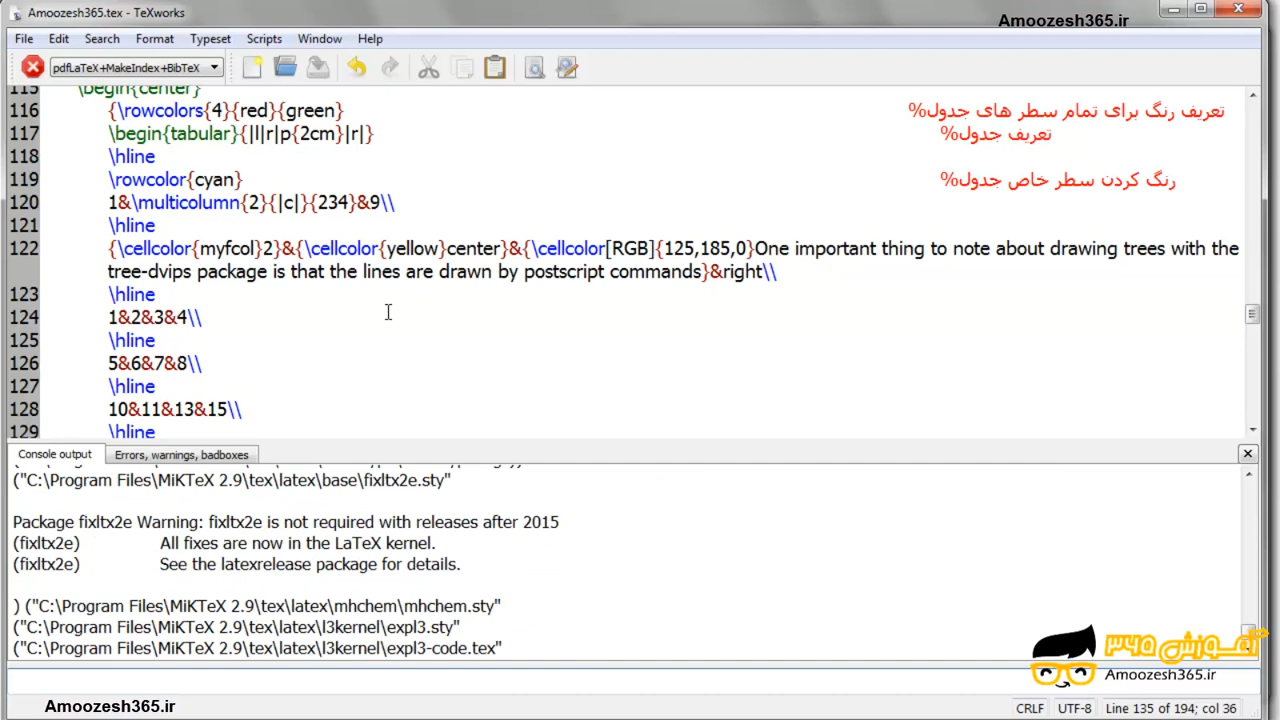 Amoozesh365.tex - TeXworks
Amoozesh365.ir
File Edit Search Format Typeset Scripts Window Help
pdfLaTeX+MakeIndex+BibTeX
115 \begin{center}
116 {\rowcolors{4}{red}{green} %تعریف رنگ برای تمام سطر های جدول
117 \begin{tabular}{|l|r|p{2cm}|r|} %تعریف جدول
118 \hline
119 \rowcolor{cyan} %رنگ کردن سطر خاص جدول
120 1&\multicolumn{2}{|c|}{234}&9\\
121 \hline
122 {\cellcolor{myfcol}2}&{\cellcolor{yellow}center}&{\cellcolor[RGB]{125,185,0}One important thing to note about drawing trees with the
tree-dvips package is that the lines are drawn by postscript commands}&right\\
123 \hline
124 1&2&3&4\\
125 \hline
126 5&6&7&8\\
127 \hline
128 10&11&13&15\\
129 \hline
Console output Errors, warnings, badboxes
("C:\Program Files\MiKTeX 2.9\tex\latex\base\fixltx2e.sty"
Package fixltx2e Warning: fixltx2e is not required with releases after 2015
(fixltx2e) All fixes are now in the LaTeX kernel.
(fixltx2e) See the latexrelease package for details.
) ("C:\Program Files\MiKTeX 2.9\tex\latex\mhchem\mhchem.sty"
("C:\Program Files\MiKTeX 2.9\tex\latex\l3kernel\expl3.sty"
("C:\Program Files\MiKTeX 2.9\tex\latex\l3kernel\expl3-code.tex"
آموزش ۳۶۵
Amoozesh365.ir
Amoozesh365.ir
CRLF UTF-8 Line 135 of 194; col 36